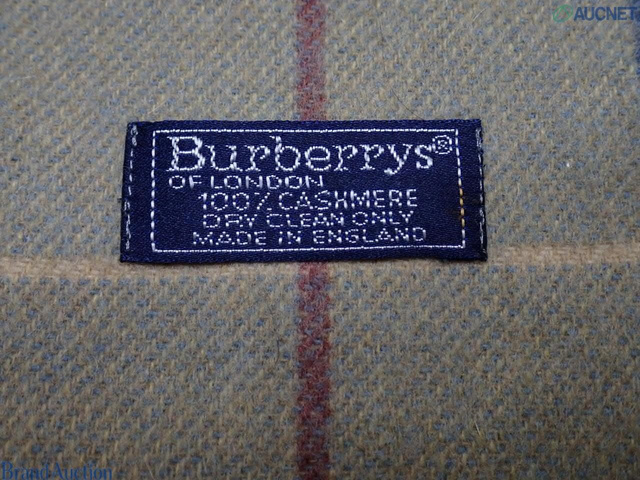 AUCNET
Burberrys®
OF LONDON
100% CASHMERE
DRY CLEAN ONLY
MADE IN ENGLAND
Brand Auction